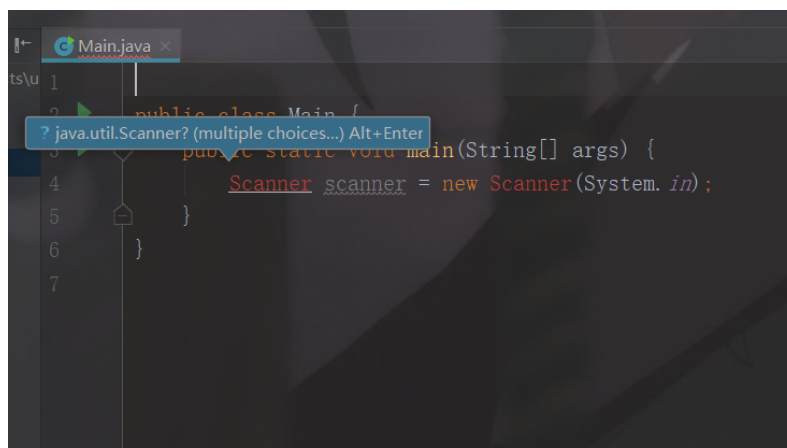 Main.java ×
ts\u
1
2 public class Main {
? java.util.Scanner? (multiple choices...) Alt+Enter
3 public static void main(String[] args) {
4 Scanner scanner = new Scanner(System.in);
5 }
6 }
7